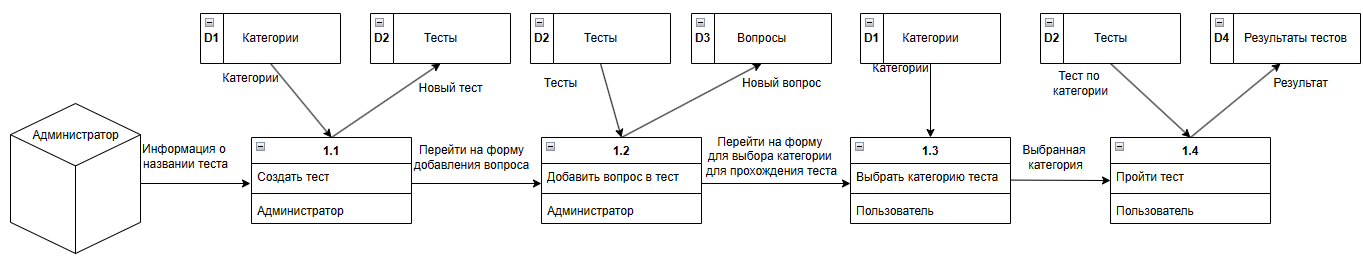 D1 Категории
D2 Тесты
D2 Тесты
D3 Вопросы
D1 Категории
D2 Тесты
D4 Результаты тестов
Категории
Новый тест
Тесты
Новый вопрос
Категории
Тест по
категории
Результат
Администратор
Информация о
названии теста
1.1
Создать тест
Администратор
Перейти на форму
добавления вопроса
1.2
Добавить вопрос в тест
Администратор
Перейти на форму
для выбора категории
для прохождения теста
1.3
Выбрать категорию теста
Пользователь
Выбранная
категория
1.4
Пройти тест
Пользователь